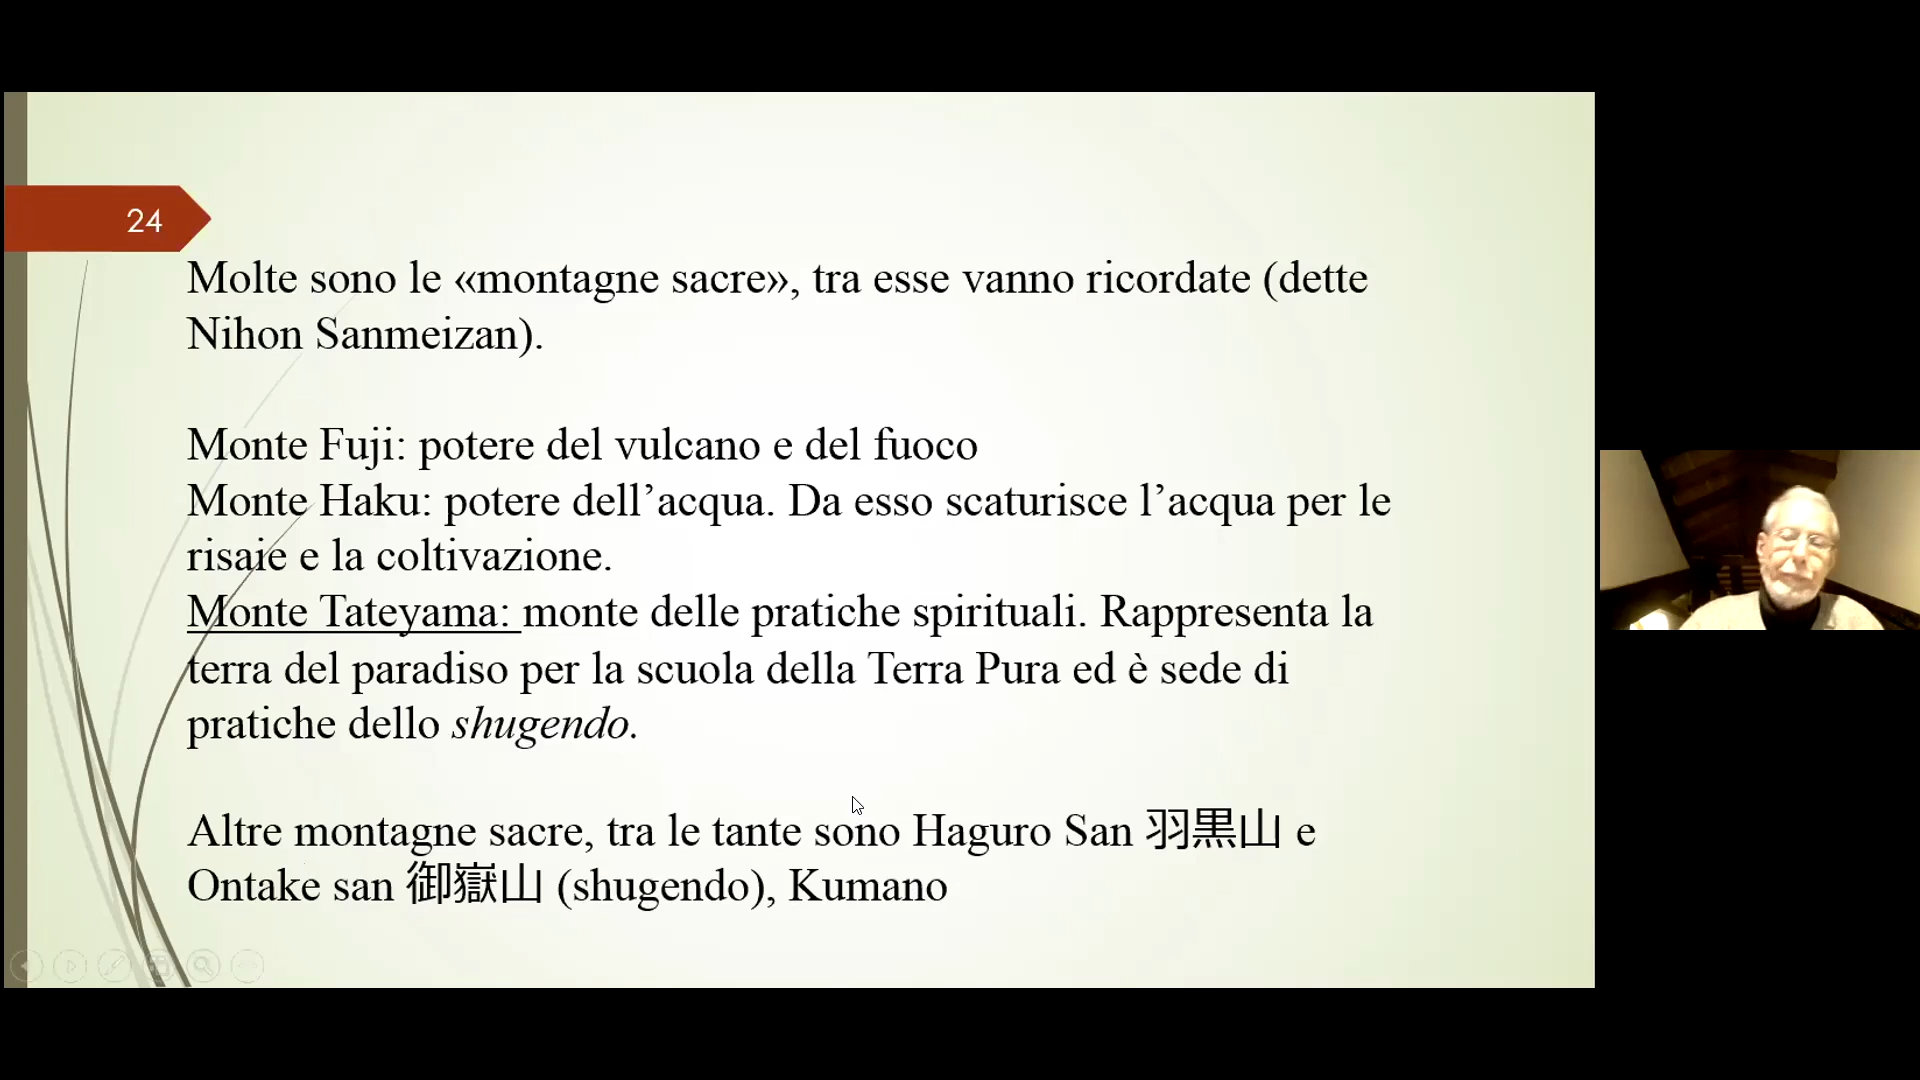 24
Molte sono le «montagne sacre», tra esse vanno ricordate (dette
Nihon Sanmeizan).
Monte Fuji: potere del vulcano e del fuoco
Monte Haku: potere dell’acqua. Da esso scaturisce l’acqua per le
risaie e la coltivazione.
Monte Tateyama: monte delle pratiche spirituali. Rappresenta la
terra del paradiso per la scuola della Terra Pura ed è sede di
pratiche dello shugendo.
Altre montagne sacre, tra le tante sono Haguro San 羽黒山 e
Ontake san 御嶽山 (shugendo), Kumano